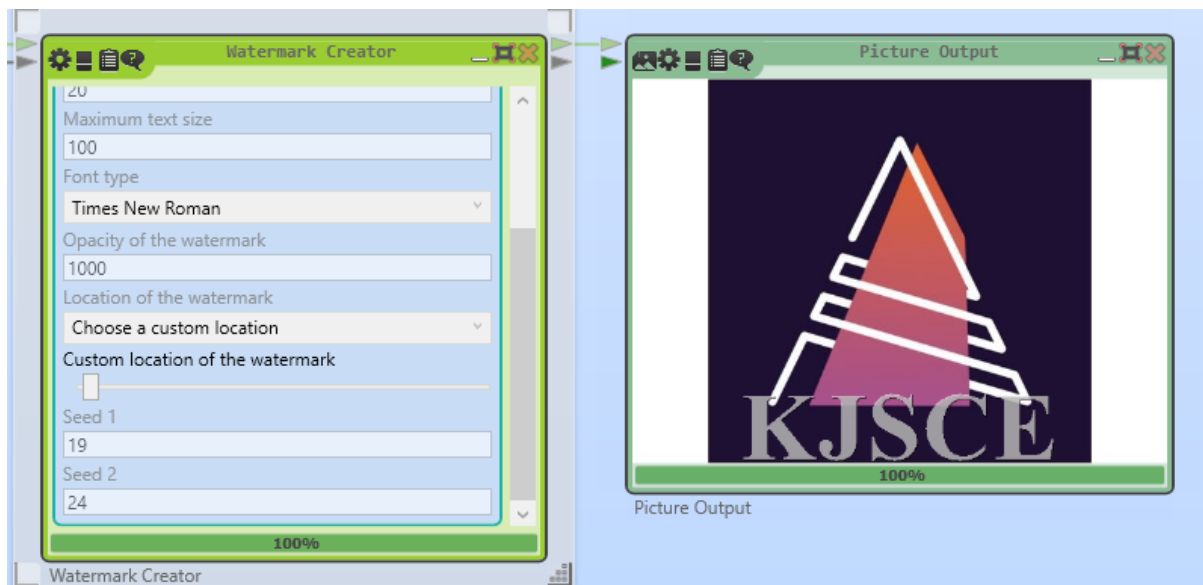 Watermark Creator
20
Maximum text size
100
Font type
Times New Roman
Opacity of the watermark
1000
Location of the watermark
Choose a custom location
Custom location of the watermark
Seed 1
19
Seed 2
24
100%
Watermark Creator
Picture Output
KJSCE
100%
Picture Output